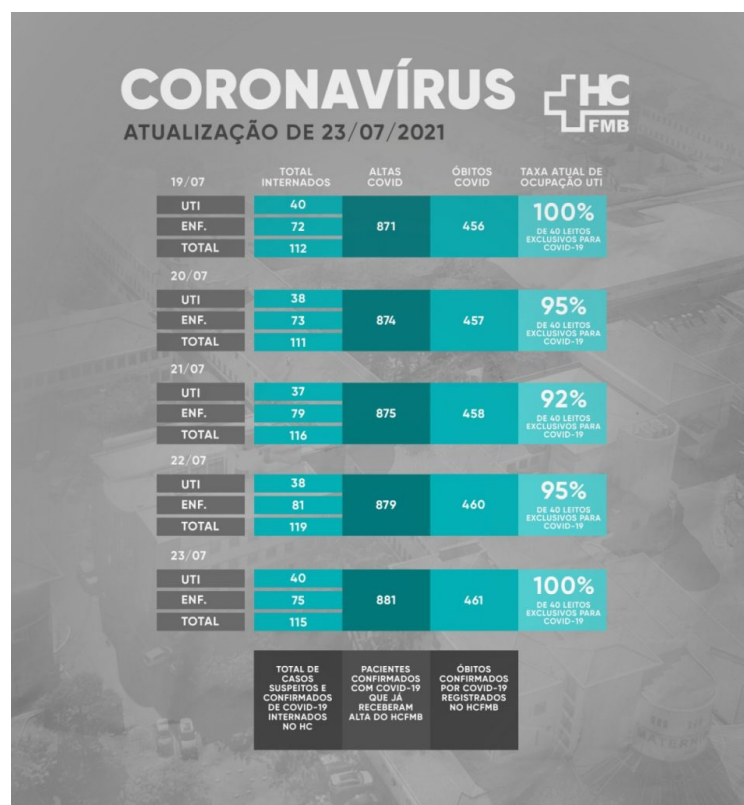 CORONAVÍRUS
HC
FMB
ATUALIZAÇÃO DE 23/07/2021
19/07
TOTAL
INTERNADOS
ALTAS
COVID
ÓBITOS
COVID
TAXA ATUAL DE
OCUPAÇÃO UTI
UTI 40
ENF. 72
TOTAL 112
871
456
100%
DE 40 LEITOS
EXCLUSIVOS PARA
COVID-19
20/07
UTI 38
ENF. 73
TOTAL 111
874
457
95%
DE 40 LEITOS
EXCLUSIVOS PARA
COVID-19
21/07
UTI 37
ENF. 79
TOTAL 116
875
458
92%
DE 40 LEITOS
EXCLUSIVOS PARA
COVID-19
22/07
UTI 38
ENF. 81
TOTAL 119
879
460
95%
DE 40 LEITOS
EXCLUSIVOS PARA
COVID-19
23/07
UTI 40
ENF. 75
TOTAL 115
881
461
100%
DE 40 LEITOS
EXCLUSIVOS PARA
COVID-19
TOTAL DE
CASOS
SUSPEITOS E
CONFIRMADOS
DE COVID-19
INTERNADOS
NO HC
PACIENTES
CONFIRMADOS
COM COVID-19
QUE JÁ
RECEBERAM
ALTA DO HCFMB
ÓBITOS
CONFIRMADOS
POR COVID-19
REGISTRADOS
NO HCFMB